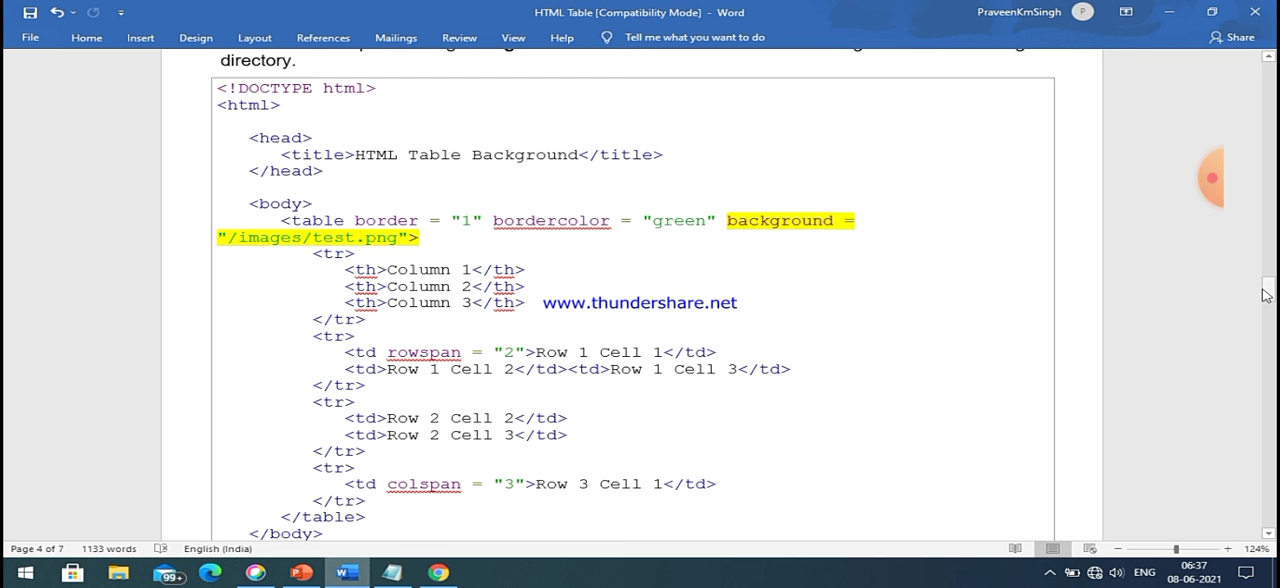 HTML Table [Compatibility Mode] - Word
PraveenKmSingh P
File Home Insert Design Layout References Mailings Review View Help Tell me what you want to do Share
directory.
<!DOCTYPE html>
<html>
<head>
<title>HTML Table Background</title>
</head>
<body>
<table border = "1" bordercolor = "green" background =
"/images/test.png">
<tr>
<th>Column 1</th>
<th>Column 2</th>
<th>Column 3</th> www.thundershare.net
</tr>
<tr>
<td rowspan = "2">Row 1 Cell 1</td>
<td>Row 1 Cell 2</td><td>Row 1 Cell 3</td>
</tr>
<tr>
<td>Row 2 Cell 2</td>
<td>Row 2 Cell 3</td>
</tr>
<tr>
<td colspan = "3">Row 3 Cell 1</td>
</tr>
</table>
</body>
Page 4 of 7 1133 words English (India) 124%
99+ ENG 06:37
08-06-2021